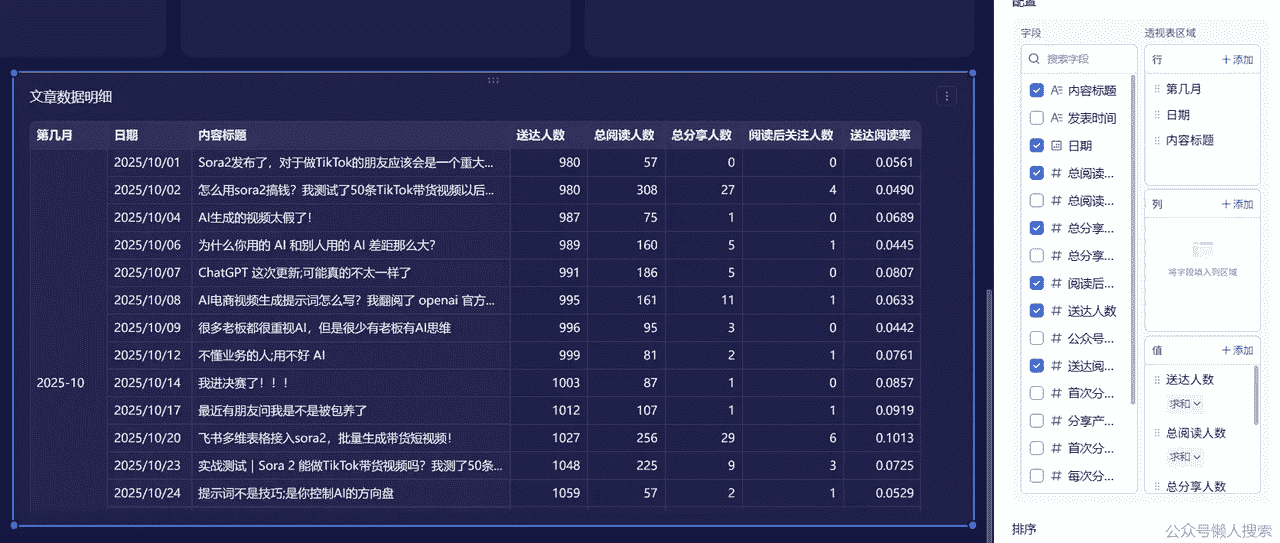 配置
文章数据明细
第几月 日期 内容标题 送达人数 总阅读人数 总分享人数 阅读后关注人数 送达阅读率
2025/10/01 Sora2发布了，对于做TikTok的朋友应该会是一个重大... 980 57 0 0 0.0561
2025/10/02 怎么用sora2搞钱？我测试了50条TikTok带货视频以后... 980 308 27 4 0.0490
2025/10/04 AI生成的视频太假了! 987 75 1 0 0.0689
2025/10/06 为什么你用的 AI 和别人用的 AI 差距那么大? 989 160 5 1 0.0445
2025/10/07 ChatGPT 这次更新;可能真的不太一样了 991 186 5 0 0.0807
2025/10/08 AI电商视频生成提示词怎么写？我翻阅了 openai 官方... 995 161 11 1 0.0633
2025/10/09 很多老板都很重视AI，但是很少有老板有AI思维 996 95 3 0 0.0442
2025/10/12 不懂业务的人;用不好 AI 999 81 2 1 0.0761
2025-10 2025/10/14 我进决赛了！！！ 1003 87 1 0 0.0857
2025/10/17 最近有朋友问我是不是被包养了 1012 107 1 1 0.0919
2025/10/20 飞书多维表格接入sora2，批量生成带货短视频! 1027 256 29 6 0.1013
2025/10/23 实战测试 | Sora 2 能做TikTok带货视频吗？我测了50条... 1048 225 9 3 0.0725
2025/10/24 提示词不是技巧;是你控制AI的方向盘 1059 57 2 1 0.0529
字段
搜索字段
内容标题
发表时间
日期
# 总阅读...
# 总阅读...
# 总分享...
# 总分享...
# 阅读后...
# 送达人数
# 公众号...
# 送达阅...
# 首次分...
# 分享产...
# 首次分...
# 每次分...
透视表区域
行 +添加
第几月
日期
内容标题
列 +添加
将字段填入列区域
值 +添加
送达人数
求和
总阅读人数
求和
总分享人数
排序
公众号懒人搜索